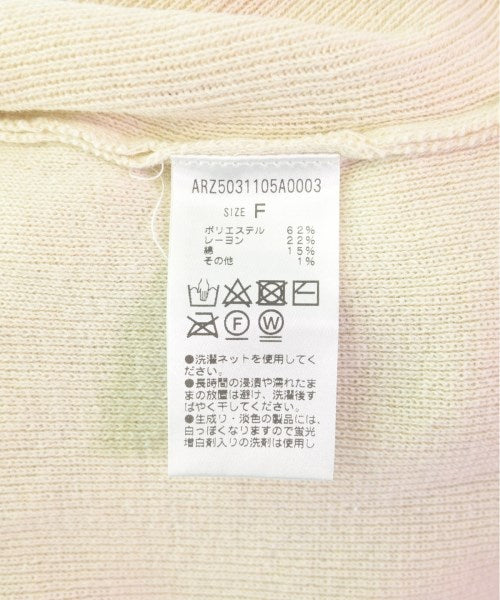 ARZ5031105A0003
SIZE F
ポリエステル 62%
レーヨン 22%
綿 15%
その他 1%
F W
●洗濯ネットを使用してく
ださい。
●長時間の浸漬や濡れたま
まの放置は避け、洗濯後す
ばやく干してください。
●生成り・淡色の製品には、
白っぽくなりますので蛍光
増白剤入りの洗剤は使用し